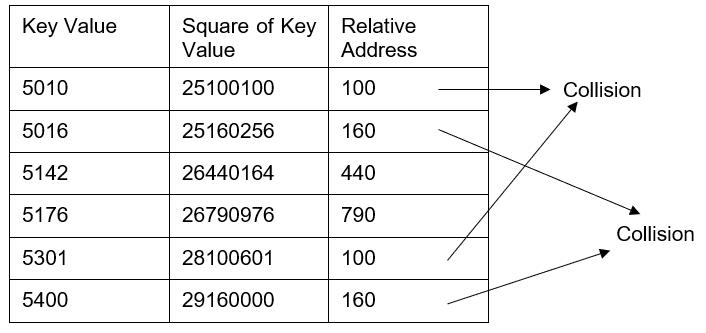 Key Value Square of Key Relative
Value Address
5010 25100100 100 Collision
5016 25160256 160
5142 26440164 440
5176 26790976 790
Collision
5301 28100601 100
5400 29160000 160